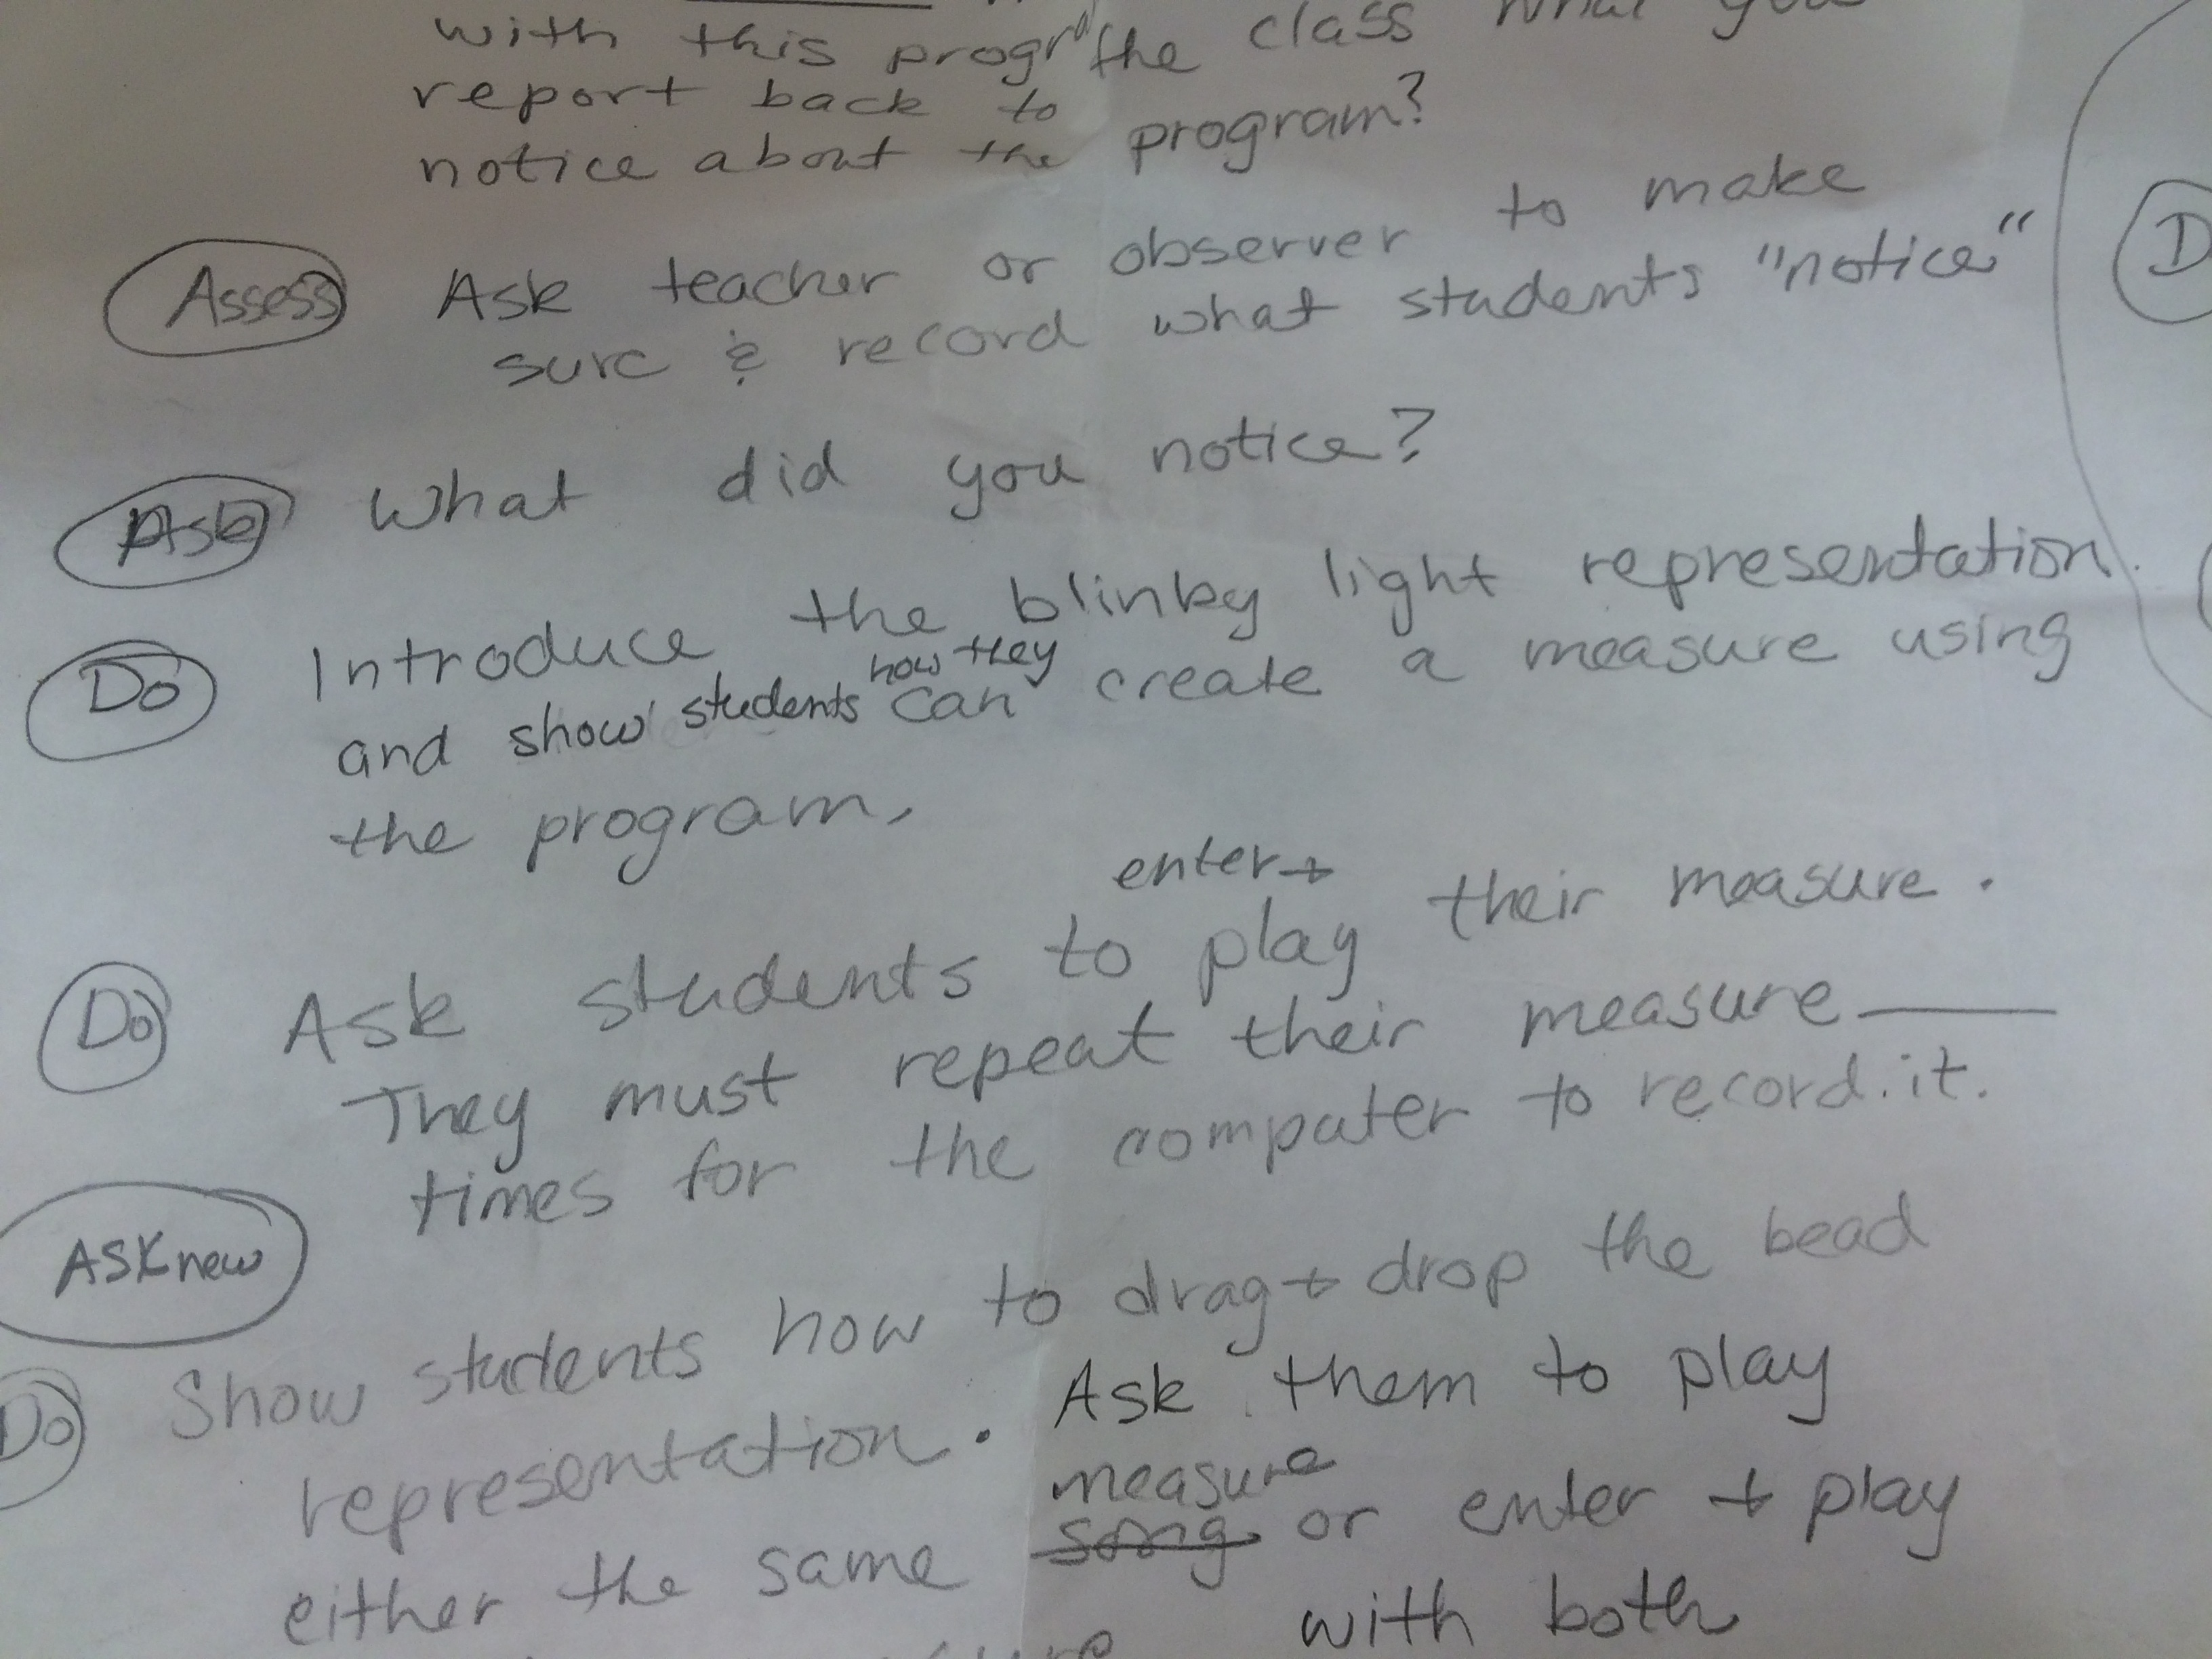 with this progr the class what you
report back to
notice about the program?
Assess Ask teacher or observer to make
sure & record what students "notice"
Ask What did you notice?
Do Introduce the blinky light representation.
and show students how they can create a measure using
the program.
Do Ask students to enter + play their measure.
They must repeat their measure ____
times for the computer to record it.
ASK new
Do Show students how to drag + drop the bead
representation. Ask them to play
either the same measure song or enter + play
with both
D